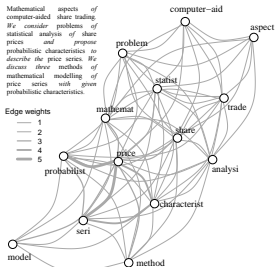 Mathematical aspects of
computer-aided share trading.
We consider problems of
statistical analysis of share
prices and propose
probabilistic characteristics to
describe the price series. We
discuss three methods of
mathematical modelling of
price series with given
probabilistic characteristics.
Edge weights
1
2
3
4
5
computer-aid
aspect
problem
statist
trade
mathemat
share
price
probabilist
analysi
characterist
seri
model
method